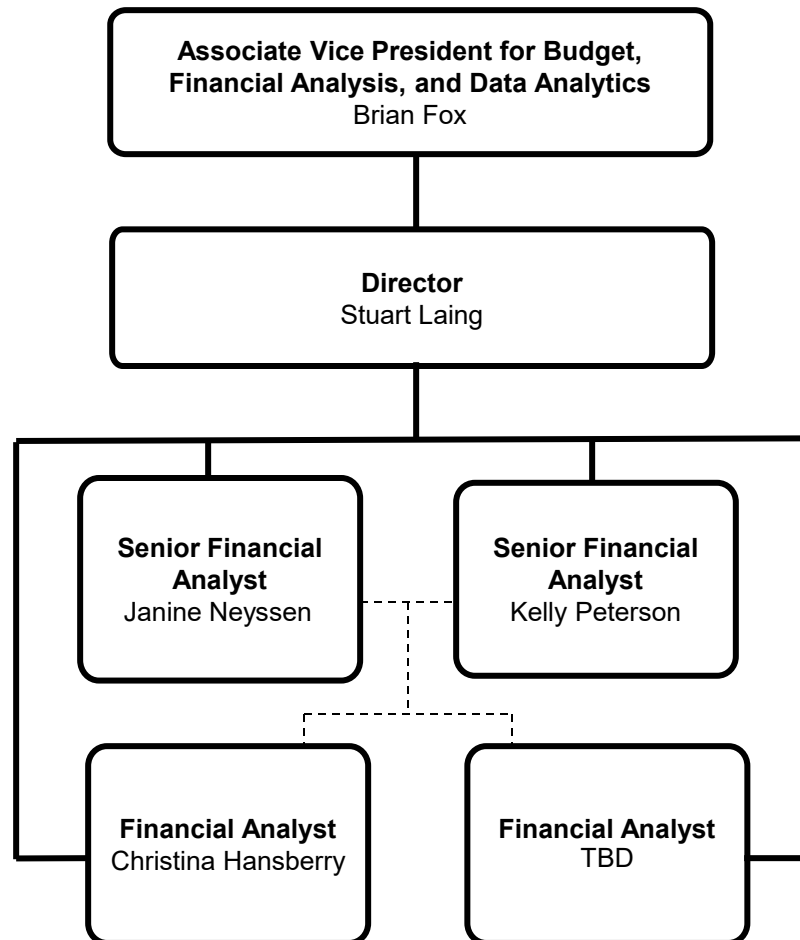 Associate Vice President for Budget,
Financial Analysis, and Data Analytics
Brian Fox
Director
Stuart Laing
Senior Financial
Analyst
Janine Neyssen
Senior Financial
Analyst
Kelly Peterson
Financial Analyst
Christina Hansberry
Financial Analyst
TBD